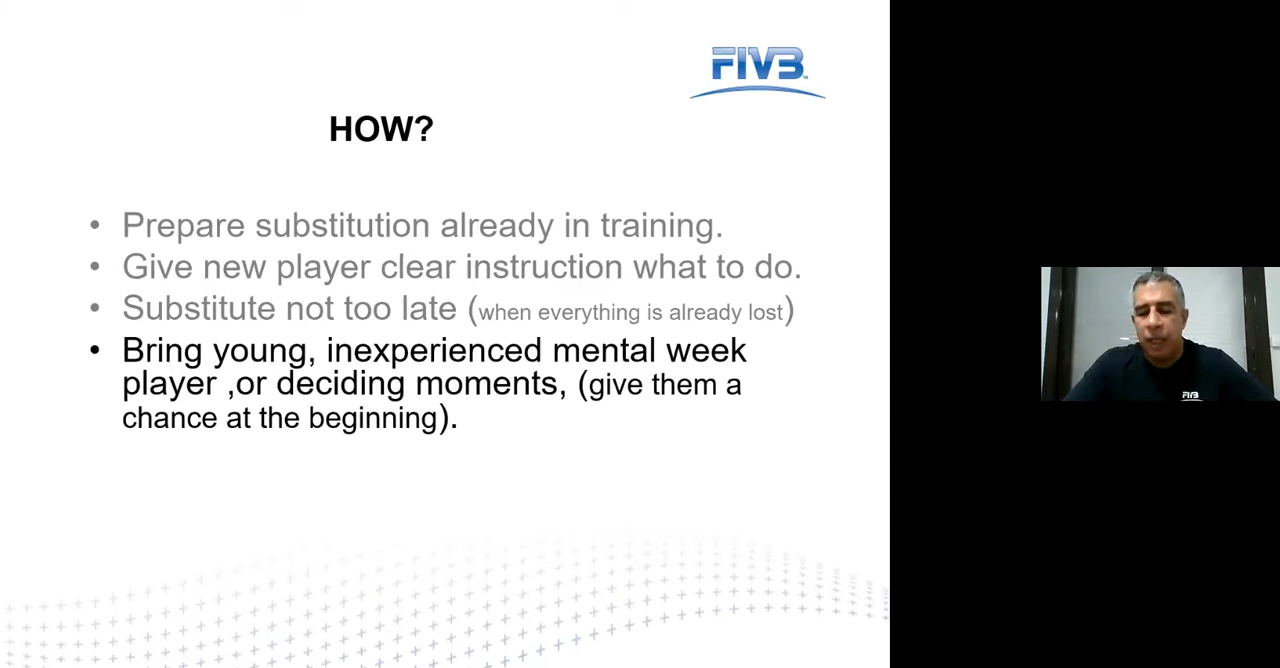 FIVB
HOW?
• Prepare substitution already in training.
• Give new player clear instruction what to do.
• Substitute not too late (when everything is already lost)
• Bring young, inexperienced mental week
player ,or deciding moments, (give them a
chance at the beginning).
FIVB